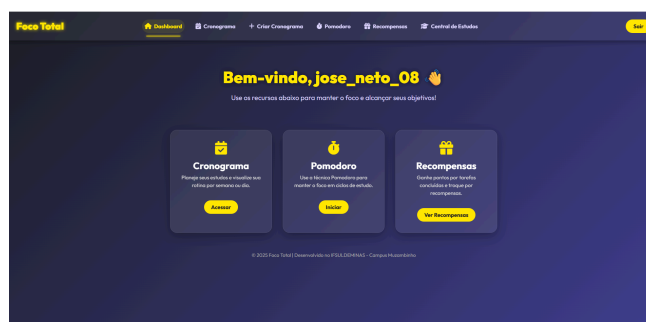 Foco Total
Dashboard
Cronograma
Criar Cronograma
Pomodoro
Recompensas
Central de Estudos
Sair
Bem-vindo, jose_neto_08 👋
Use os recursos abaixo para manter o foco e alcançar seus objetivos!
Cronograma
Planeje seus estudos e visualize sua
rotina por semana ou dia.
Acessar
Pomodoro
Use a técnica Pomodoro para
manter o foco em ciclos de estudo.
Iniciar
Recompensas
Ganhe pontos por tarefas
concluídas e troque por
recompensas.
Ver Recompensas
© 2025 Foco Total | Desenvolvido no IFSULDEMINAS - Campus Muzambinho